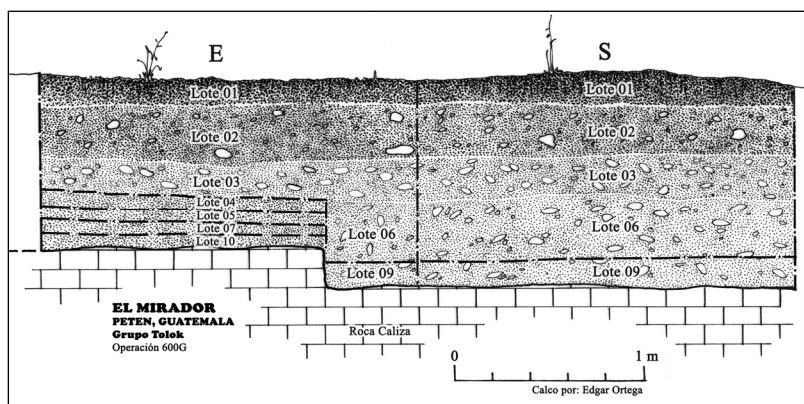 E
S
Lote 01
Lote 01
Lote 02
Lote 02
Lote 03
Lote 03
Lote 04
Lote 05
Lote 07
Lote 10
Lote 06
Lote 06
Lote 09
Lote 09
EL MIRADOR
PETEN, GUATEMALA
Grupo Tolok
Operación 600G
Roca Caliza
0
1 m
Calco por: Edgar Ortega